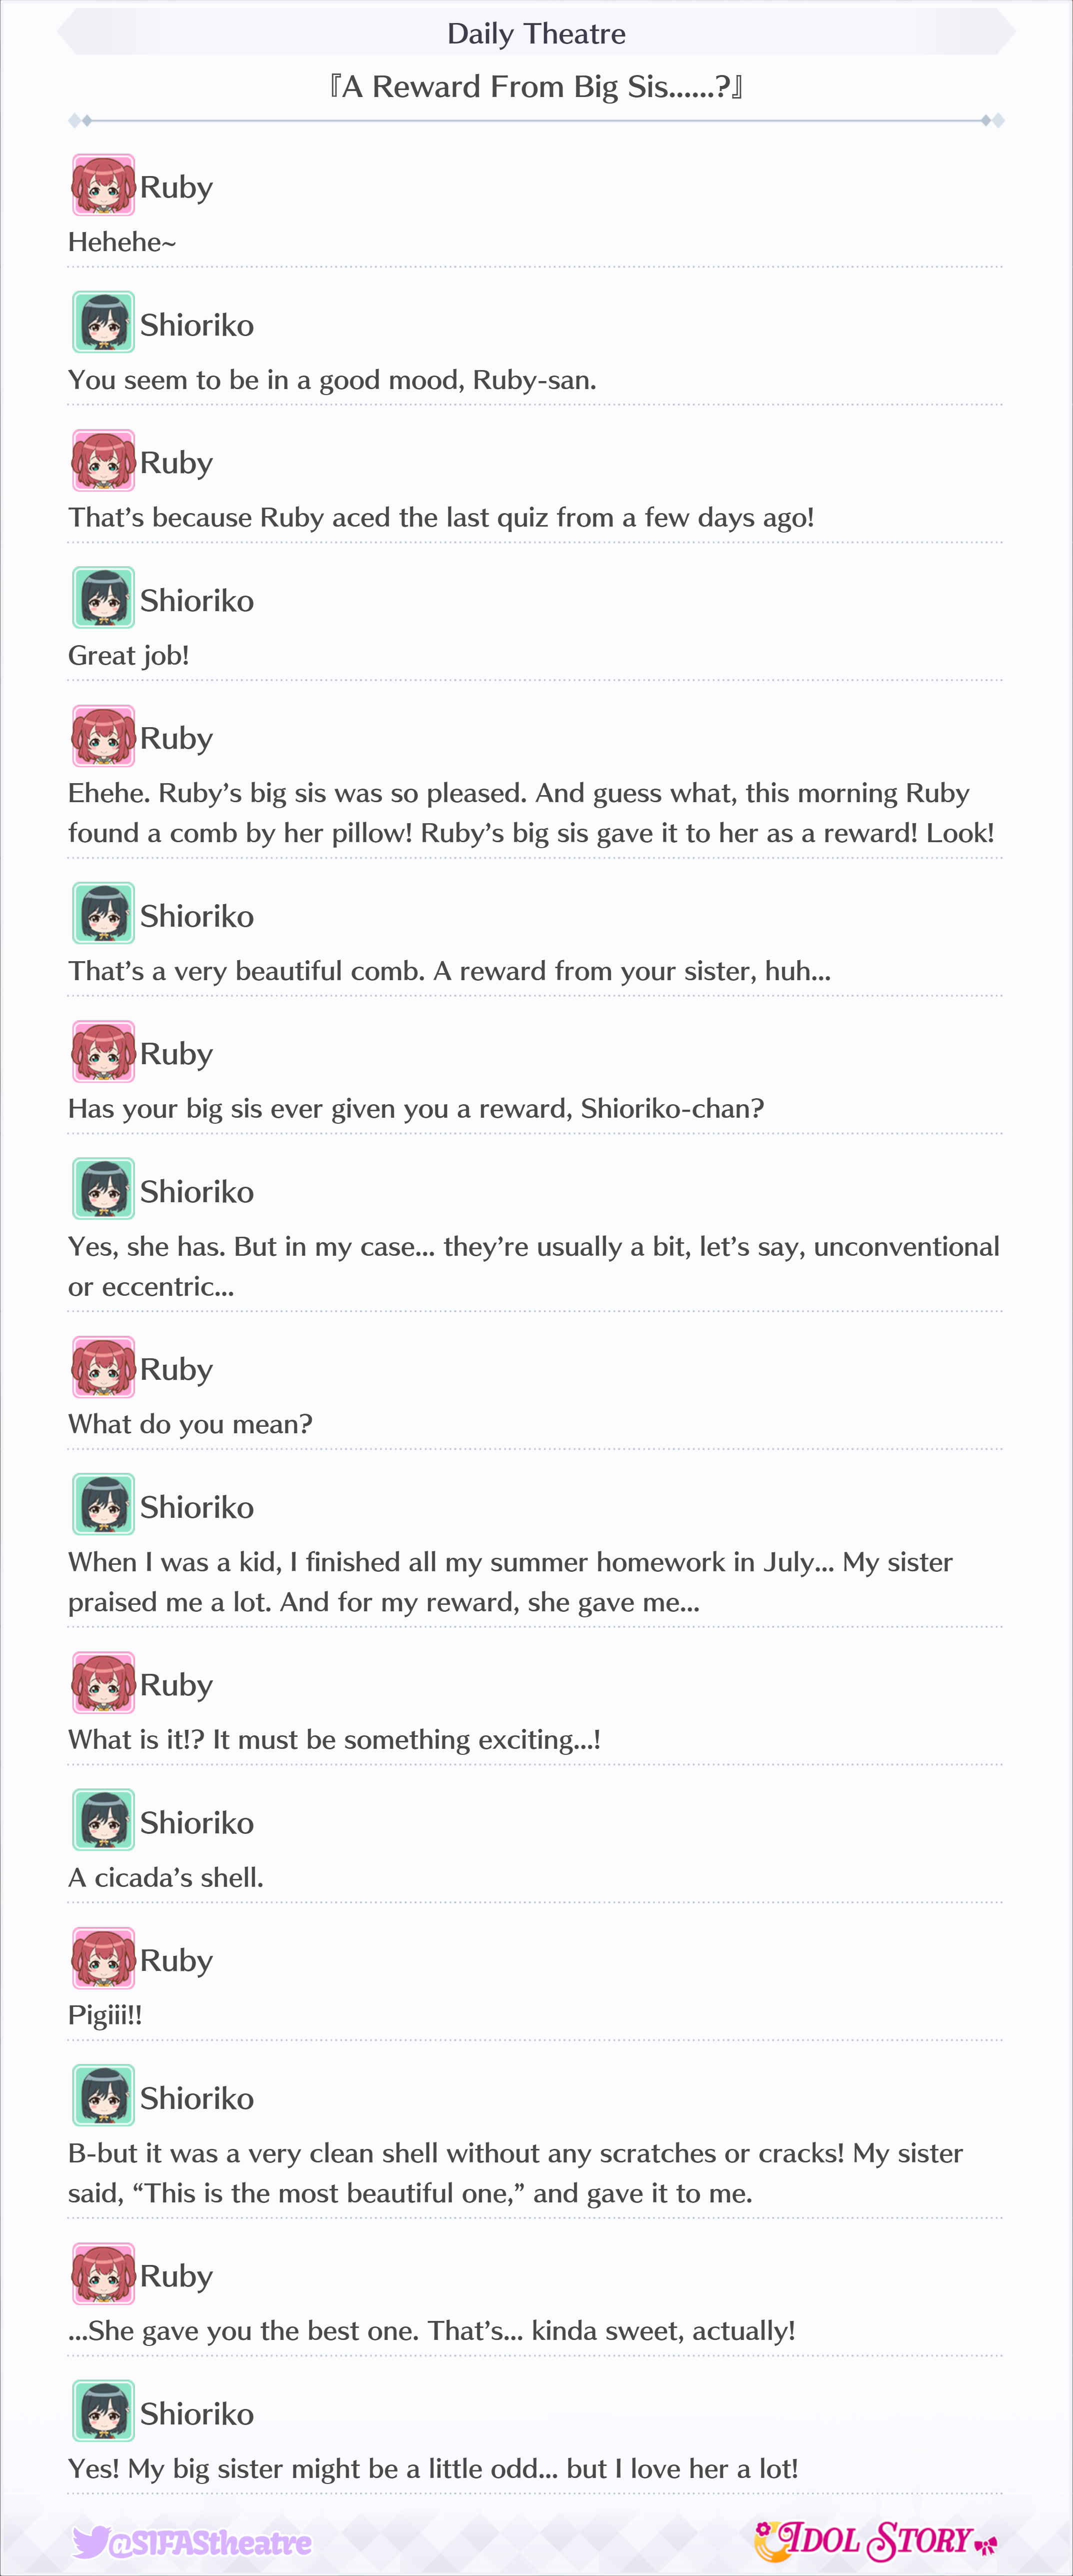 Daily Theatre
『A Reward From Big Sis......?』
Ruby
Hehehe~
Shioriko
You seem to be in a good mood, Ruby-san.
Ruby
That’s because Ruby aced the last quiz from a few days ago!
Shioriko
Great job!
Ruby
Ehehe. Ruby’s big sis was so pleased. And guess what, this morning Ruby
found a comb by her pillow! Ruby’s big sis gave it to her as a reward! Look!
Shioriko
That’s a very beautiful comb. A reward from your sister, huh...
Ruby
Has your big sis ever given you a reward, Shioriko-chan?
Shioriko
Yes, she has. But in my case... they’re usually a bit, let’s say, unconventional
or eccentric...
Ruby
What do you mean?
Shioriko
When I was a kid, I finished all my summer homework in July... My sister
praised me a lot. And for my reward, she gave me...
Ruby
What is it!? It must be something exciting...!
Shioriko
A cicada’s shell.
Ruby
Pigiii!!
Shioriko
B-but it was a very clean shell without any scratches or cracks! My sister
said, “This is the most beautiful one,” and gave it to me.
Ruby
...She gave you the best one. That’s... kinda sweet, actually!
Shioriko
Yes! My big sister might be a little odd... but I love her a lot!
@SIFAStheatre
IDOL STORY